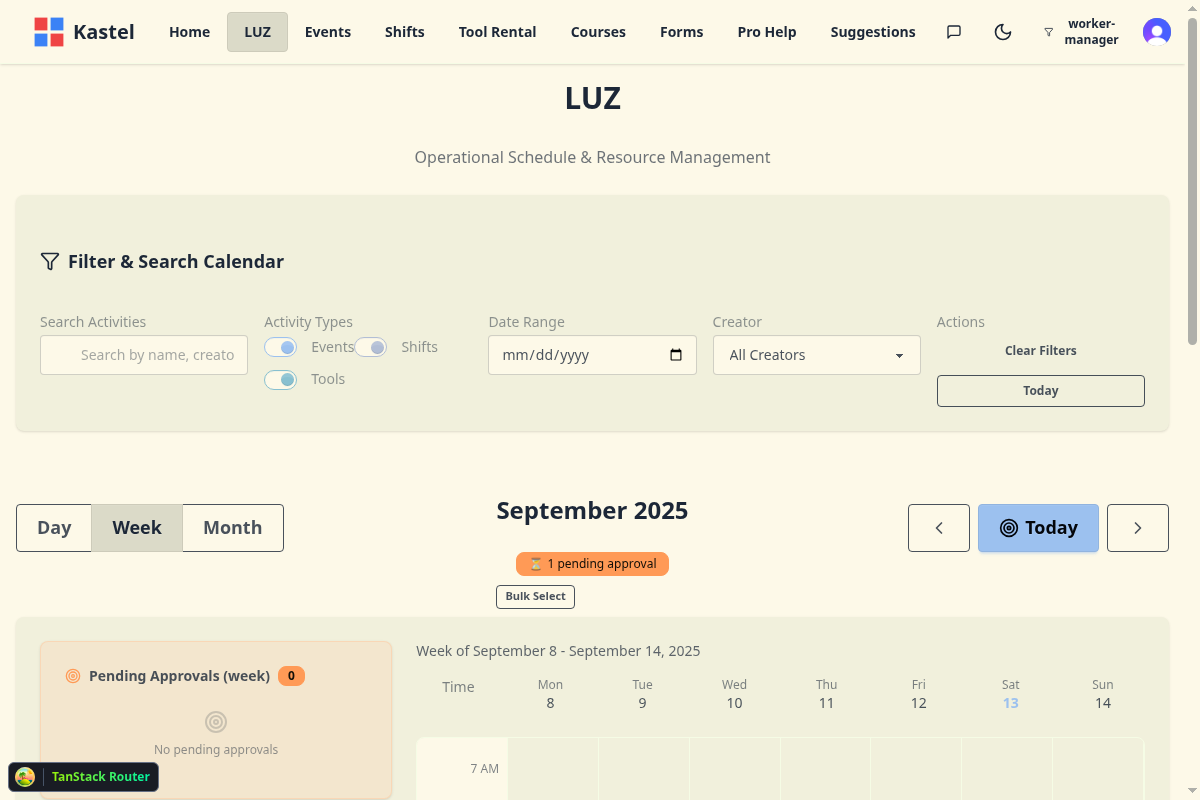 Kastel
Home
LUZ
Events
Shifts
Tool Rental
Courses
Forms
Pro Help
Suggestions
worker-
manager
LUZ
Operational Schedule & Resource Management
Filter & Search Calendar
Search Activities
Search by name, creato
Activity Types
Events
Shifts
Tools
Date Range
mm/dd/yyyy
Creator
All Creators
Actions
Clear Filters
Today
Day
Week
Month
September 2025
⏳ 1 pending approval
Bulk Select
Today
Pending Approvals (week) 0
No pending approvals
Week of September 8 - September 14, 2025
Time
Mon
8
Tue
9
Wed
10
Thu
11
Fri
12
Sat
13
Sun
14
7 AM
TanStack Router